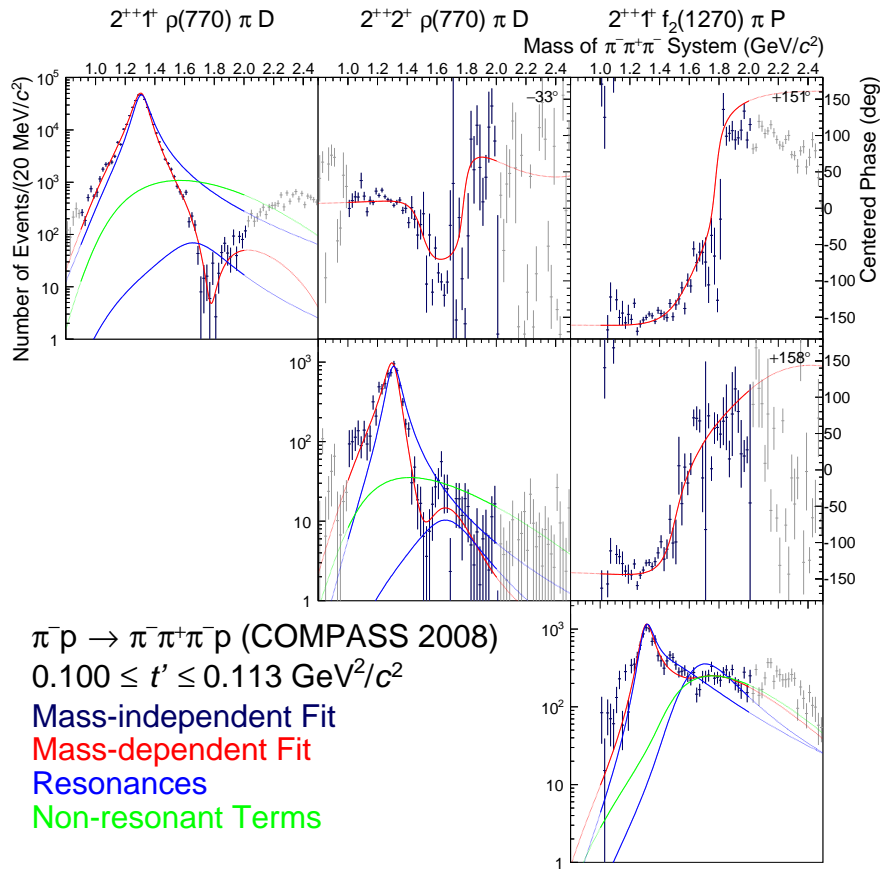 2⁺⁺1⁺ ρ(770) π D
2⁺⁺2⁺ ρ(770) π D
2⁺⁺1⁺ f₂(1270) π P
Mass of π⁻π⁺π⁻ System (GeV/c²)
1.0 1.2 1.4 1.6 1.8 2.0 2.2 2.4
1.0 1.2 1.4 1.6 1.8 2.0 2.2 2.4
1.0 1.2 1.4 1.6 1.8 2.0 2.2 2.4
Number of Events/(20 MeV/c²)
10⁵
10⁴
10³
10²
10
1
−33°
+151°
150
100
50
0
-50
-100
-150
Centered Phase (deg)
10³
10²
10
1
+158°
150
100
50
0
-50
-100
-150
10³
10²
10
1
π⁻p → π⁻π⁺π⁻p (COMPASS 2008)
0.100 ≤ t' ≤ 0.113 GeV²/c²
Mass-independent Fit
Mass-dependent Fit
Resonances
Non-resonant Terms